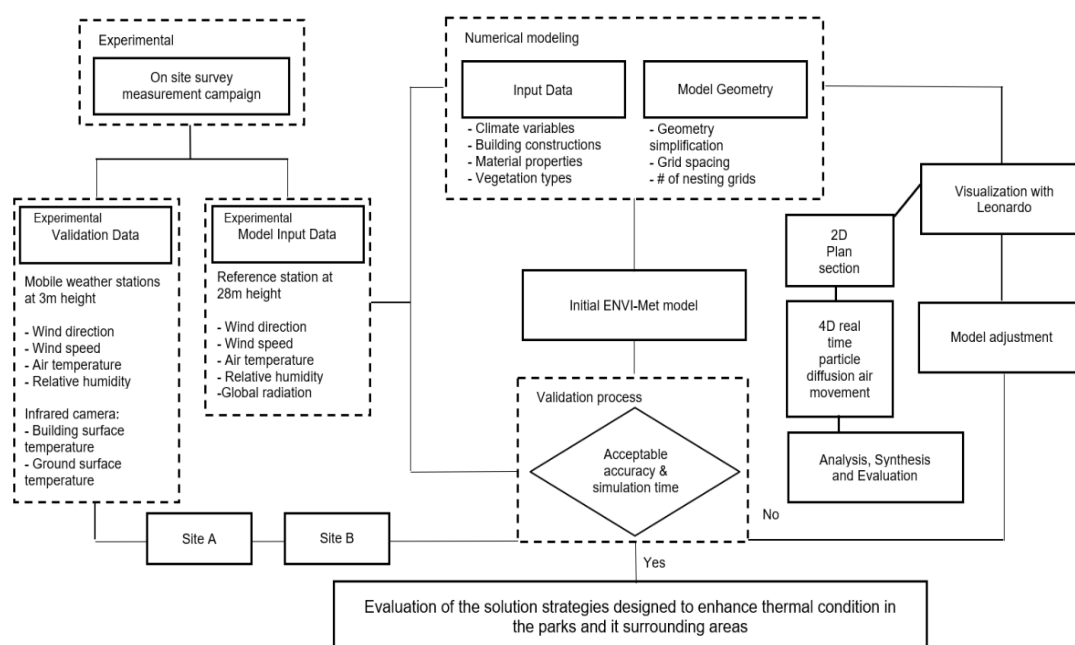 Experimental
On site survey
measurement campaign
Numerical modeling
Input Data
- Climate variables
- Building constructions
- Material properties
- Vegetation types
Model Geometry
- Geometry
simplification
- Grid spacing
- # of nesting grids
Experimental
Validation Data
Mobile weather stations
at 3m height
- Wind direction
- Wind speed
- Air temperature
- Relative humidity
Infrared camera:
- Building surface
temperature
- Ground surface
temperature
Experimental
Model Input Data
Reference station at
28m height
- Wind direction
- Wind speed
- Air temperature
- Relative humidity
-Global radiation
Visualization with
Leonardo
2D
Plan
section
4D real
time
particle
diffusion air
movement
Analysis, Synthesis
and Evaluation
Model adjustment
Initial ENVI-Met model
Validation process
Acceptable
accuracy &
simulation time
No
Site A
Site B
Yes
Evaluation of the solution strategies designed to enhance thermal condition in
the parks and it surrounding areas